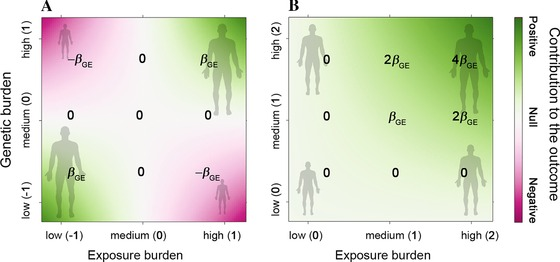 A
Genetic burden
high (1)
medium (0)
low (-1)
−βGE 0 βGE
0 0 0
βGE 0 −βGE
low (-1) medium (0) high (1)
Exposure burden
B
high (2)
medium (1)
low (0)
0 2βGE 4βGE
0 βGE 2βGE
0 0 0
low (0) medium (1) high (2)
Exposure burden
Positive
Null
Negative
Contribution to the outcome